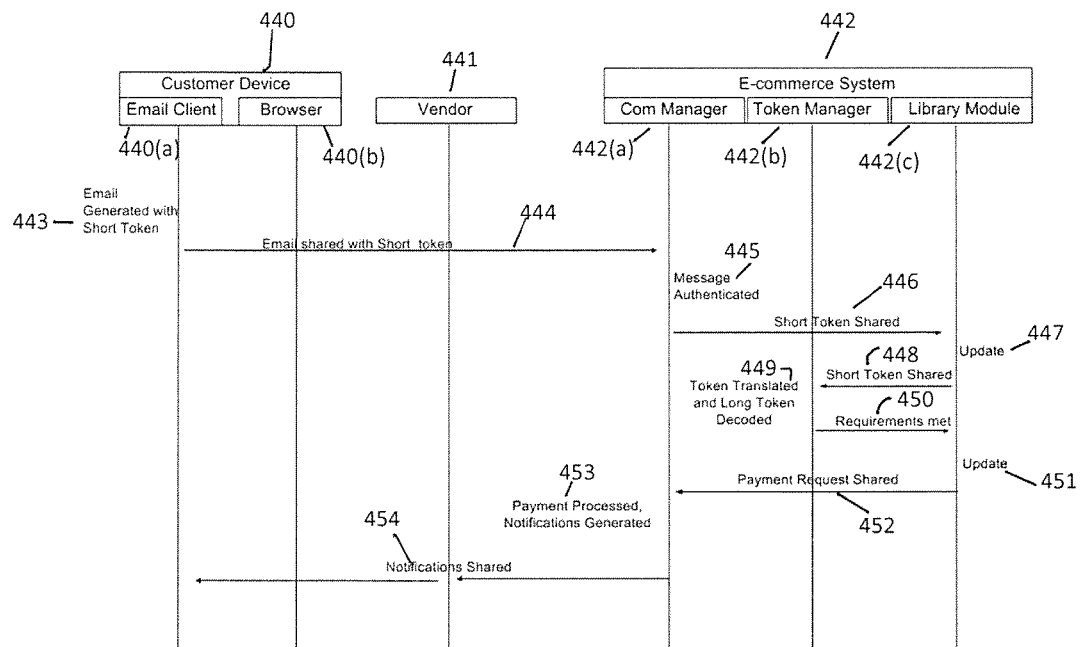 440
442
441
Customer Device
E-commerce System
Email Client
Browser
Vendor
Com Manager
Token Manager
Library Module
440(a)
440(b)
442(a)
442(b)
442(c)
443
Email
Generated with
Short Token
444
Email shared with Short token
445
Message
Authenticated
446
Short Token Shared
Update
447
448
Short Token Shared
449
Token Translated
and Long Token
Decoded
450
Requirements met
Update
451
Payment Request Shared
452
453
Payment Processed,
Notifications Generated
454
Notifications Shared